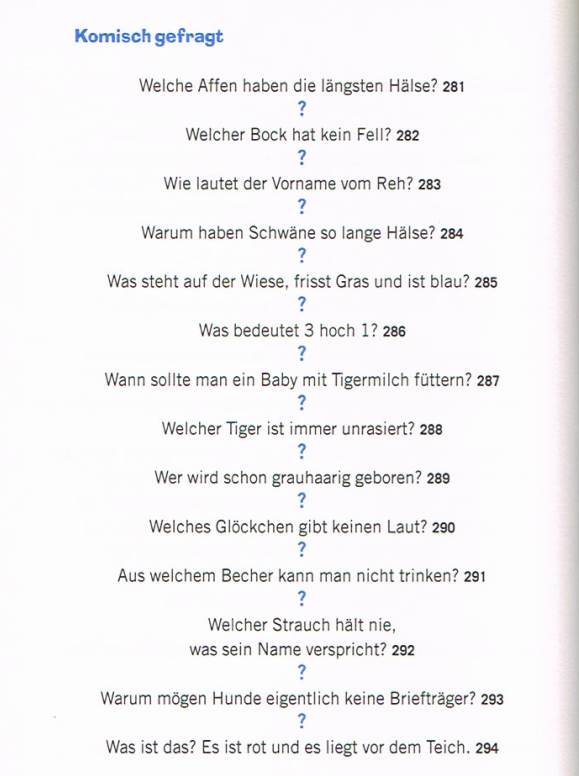 Komisch gefragt
Welche Affen haben die längsten Hälse? 281
?
Welcher Bock hat kein Fell? 282
?
Wie lautet der Vorname vom Reh? 283
?
Warum haben Schwäne so lange Hälse? 284
?
Was steht auf der Wiese, frisst Gras und ist blau? 285
?
Was bedeutet 3 hoch 1? 286
?
Wann sollte man ein Baby mit Tigermilch füttern? 287
?
Welcher Tiger ist immer unrasiert? 288
?
Wer wird schon grauhaarig geboren? 289
?
Welches Glöckchen gibt keinen Laut? 290
?
Aus welchem Becher kann man nicht trinken? 291
?
Welcher Strauch hält nie,
was sein Name verspricht? 292
?
Warum mögen Hunde eigentlich keine Briefträger? 293
?
Was ist das? Es ist rot und es liegt vor dem Teich. 294